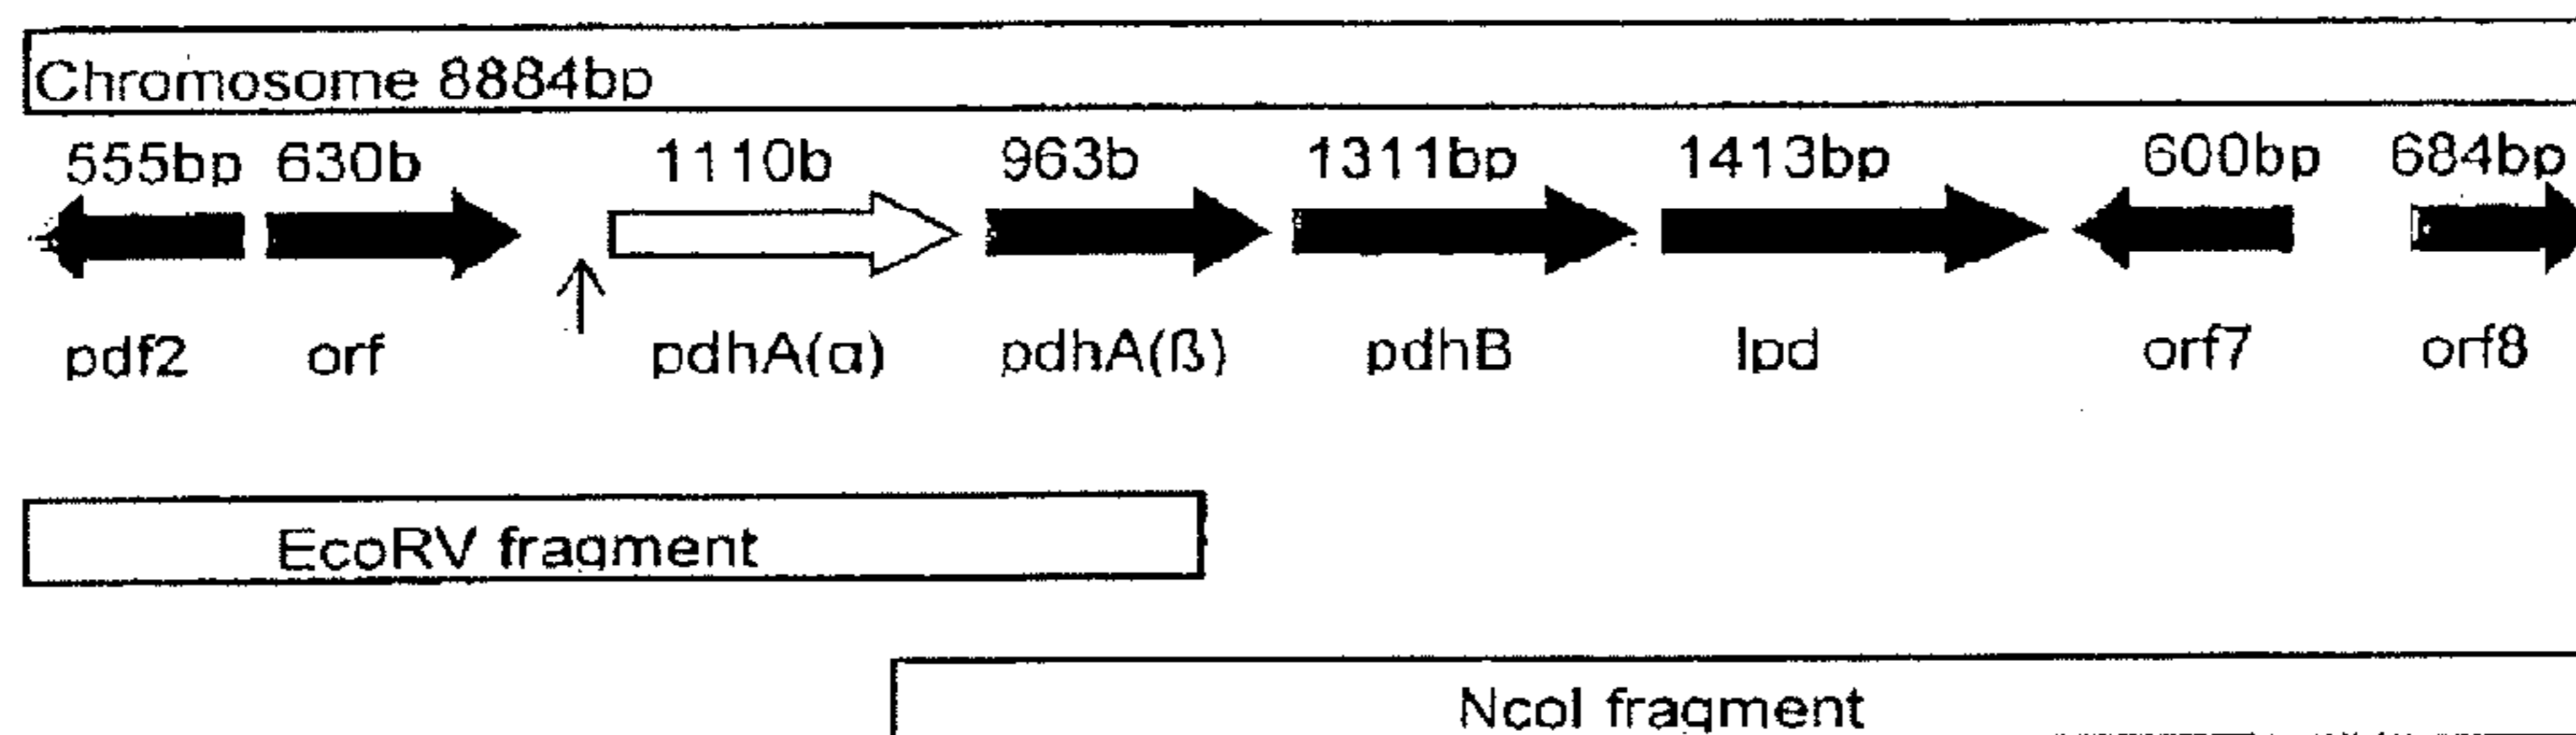 Chromosome 8884bp
555bp 630b 1110b 963b 1311bp 1413bp 600bp 684bp
pdf2 orf pdhA(α) pdhA(ß) pdhB lpd orf7 orf8
EcoRV fragment
NcoI fragment